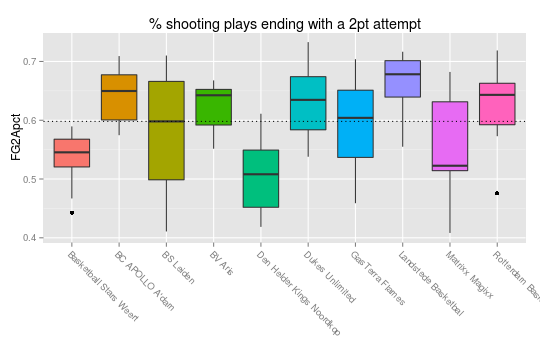 % shooting plays ending with a 2pt attempt
FG2Apct
0.7
0.6
0.5
0.4
Basketball Stars Weert
BC APOLLO A'dam
BS Leiden
BV Aris
Den Helder Kings Noordkop
Dukes Unlimited
GasTerra Flames
Landstede Basketbal
Matrixx Magixx
Rotterdam Bas